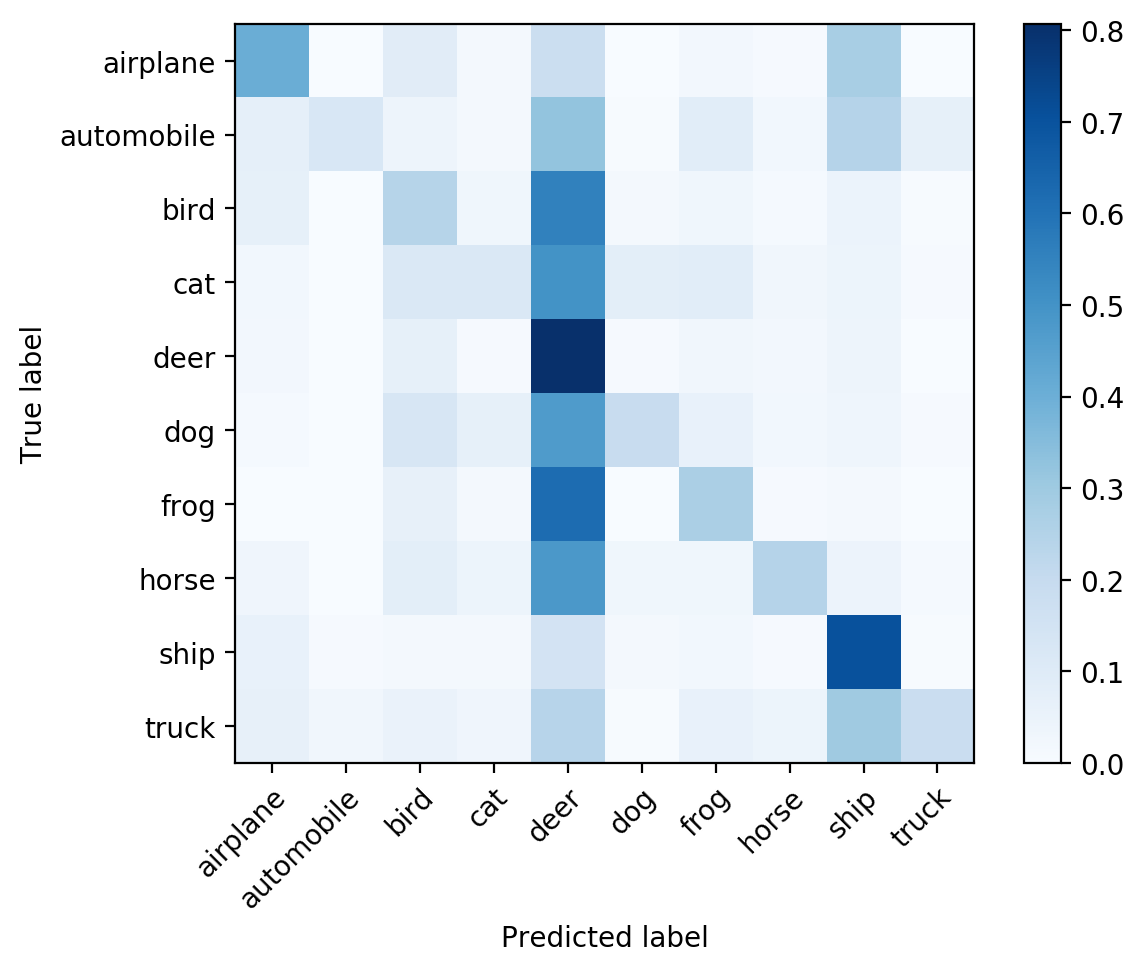 True label
airplane
automobile
bird
cat
deer
dog
frog
horse
ship
truck
airplane
automobile
bird
cat
deer
dog
frog
horse
ship
truck
Predicted label
0.8
0.7
0.6
0.5
0.4
0.3
0.2
0.1
0.0